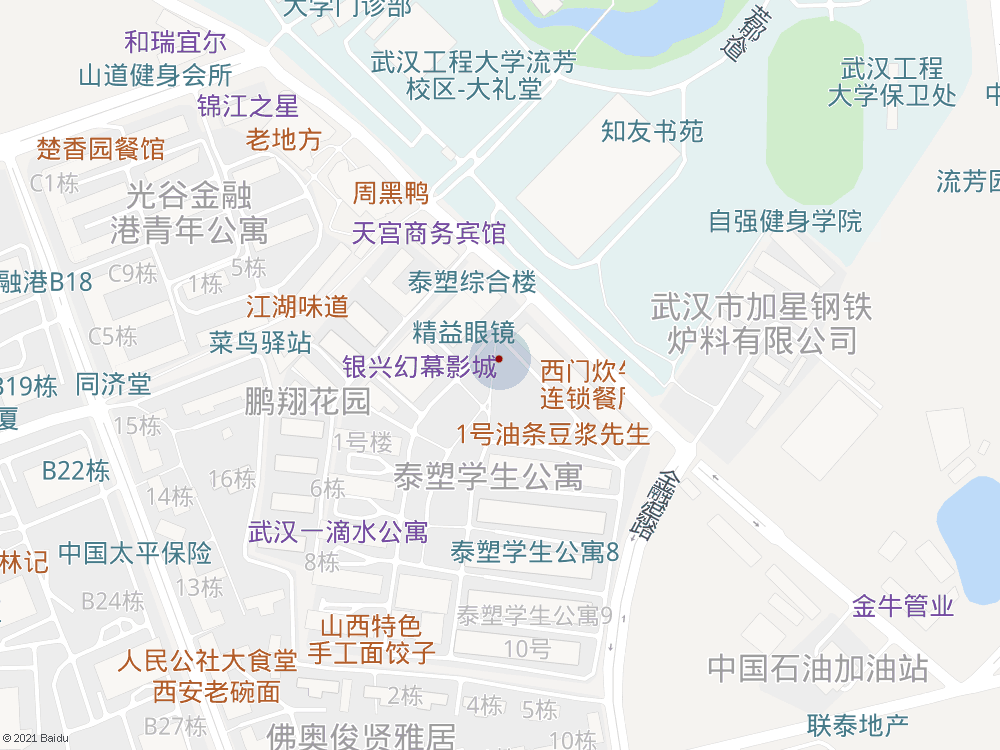 大学门诊部
茅郡道
和瑞宜尔
山道健身会所
武汉工程大学流芳
校区-大礼堂
武汉工程
大学保卫处
中
锦江之星
老地方
知友书苑
楚香园餐馆
C1栋
光谷金融
港青年公寓
周黑鸭
流芳园
天宫商务宾馆
自强健身学院
C9栋
5栋
1栋
融港B18
泰塑综合楼
江湖味道
武汉市加星钢铁
炉料有限公司
C5栋
菜鸟驿站
精益眼镜
银兴幻幕影城
西门炊
连锁餐
B19栋
厦
同济堂
鹏翔花园
15栋
1号楼
1号油条豆浆先生
B22栋
16栋
14栋
6栋
泰塑学生公寓
金融港路
武汉一滴水公寓
林记
中国太平保险
8栋
泰塑学生公寓8
13栋
B24栋
金牛管业
泰塑学生公寓9
山西特色
手工面饺子
10号
人民公社大食堂
西安老碗面
中国石油加油站
2栋
4栋
5栋
B27栋
佛奥俊贤雅居
10栋
联泰地产
© 2021 Baidu